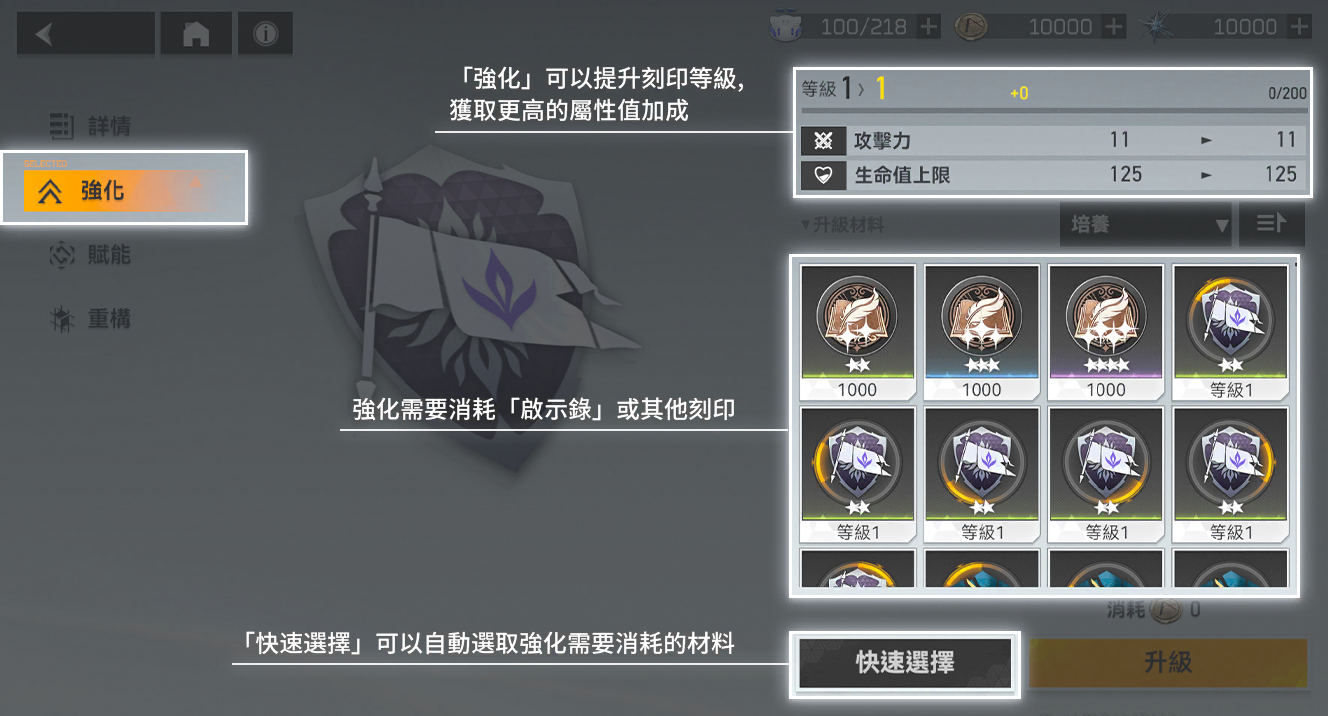 100/218
10000
10000
「強化」可以提升刻印等級,
獲取更高的屬性值加成
等級 1 > 1
+0
0/200
攻擊力 11 ► 11
生命值上限 125 ► 125
詳情
SELECTED
強化
賦能
重構
▼升級材料
培養 ▼
1000
1000
1000
等級1
強化需要消耗「啟示錄」或其他刻印
等級1
等級1
等級1
等級1
消耗 0
「快速選擇」可以自動選取強化需要消耗的材料
快速選擇
升級